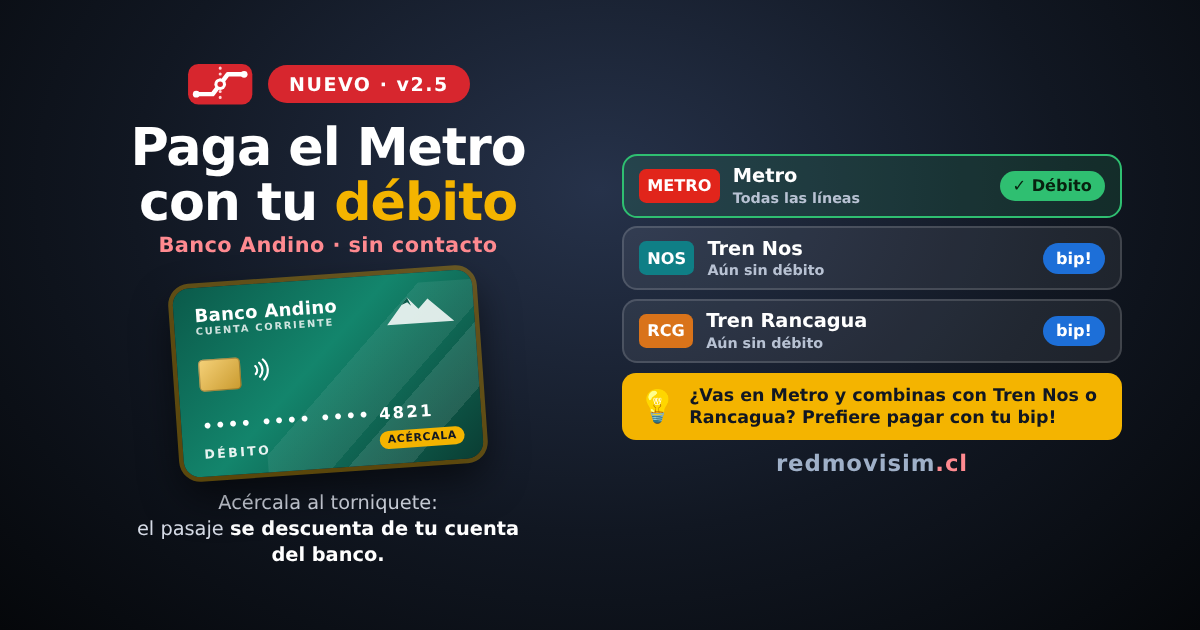 NUEVO · v2.5
Paga el Metro
con tu débito
Banco Andino · sin contacto
Banco Andino
CUENTA CORRIENTE
•••• •••• •••• 4821
DÉBITO
ACÉRCALA
Acércala al torniquete:
el pasaje se descuenta de tu cuenta
del banco.
METRO
Metro
Todas las líneas
✓ Débito
NOS
Tren Nos
Aún sin débito
bip!
RCG
Tren Rancagua
Aún sin débito
bip!
¿Vas en Metro y combinas con Tren Nos o
Rancagua? Prefiere pagar con tu bip!
redmovisim.cl